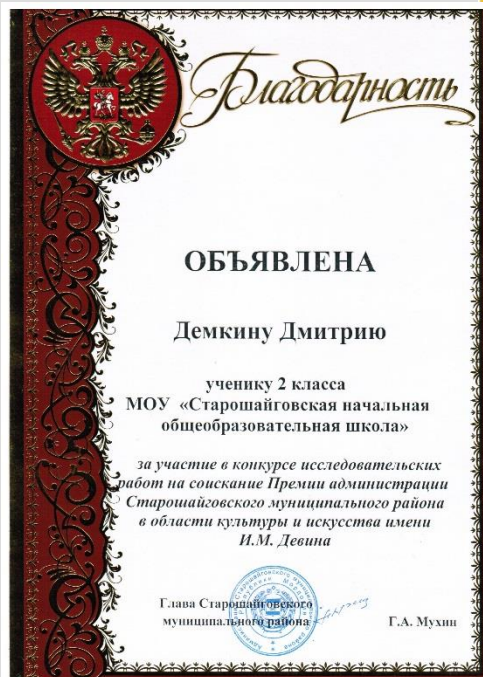 Благодарность
ОБЪЯВЛЕНА
Демкину Дмитрию
ученику 2 класса
МОУ «Старошайговская начальная
общеобразовательная школа»
за участие в конкурсе исследовательских
работ на соискание Премии администрации
Старошайговского муниципального района
в области культуры и искусства имени
И.М. Девина
Глава Старошайговского
муниципального района Г.А. Мухин